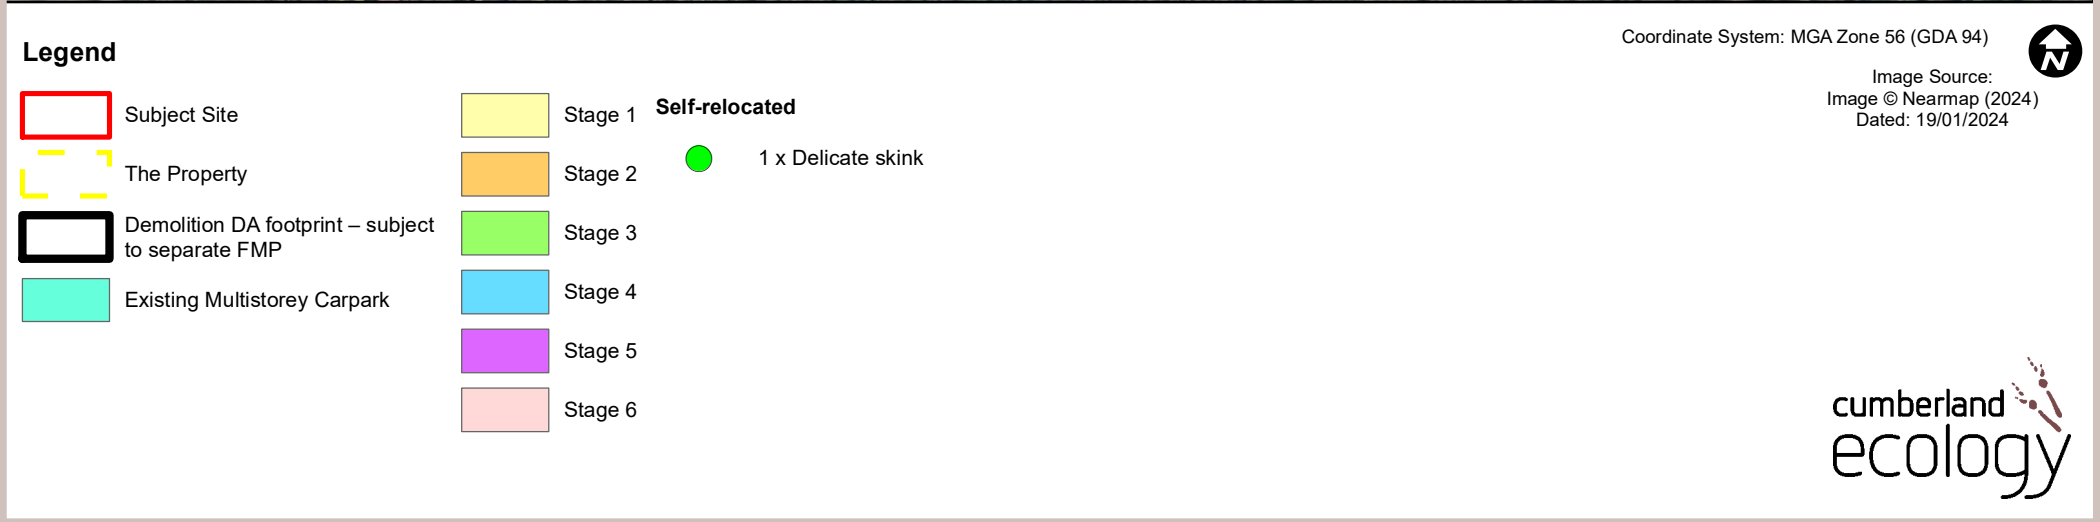 Legend
Subject Site
The Property
Demolition DA footprint – subject
to separate FMP
Existing Multistorey Carpark
Stage 1
Stage 2
Stage 3
Stage 4
Stage 5
Stage 6
Self-relocated
1 x Delicate skink
Coordinate System: MGA Zone 56 (GDA 94)
N
Image Source:
Image © Nearmap (2024)
Dated: 19/01/2024
cumberland
ecology